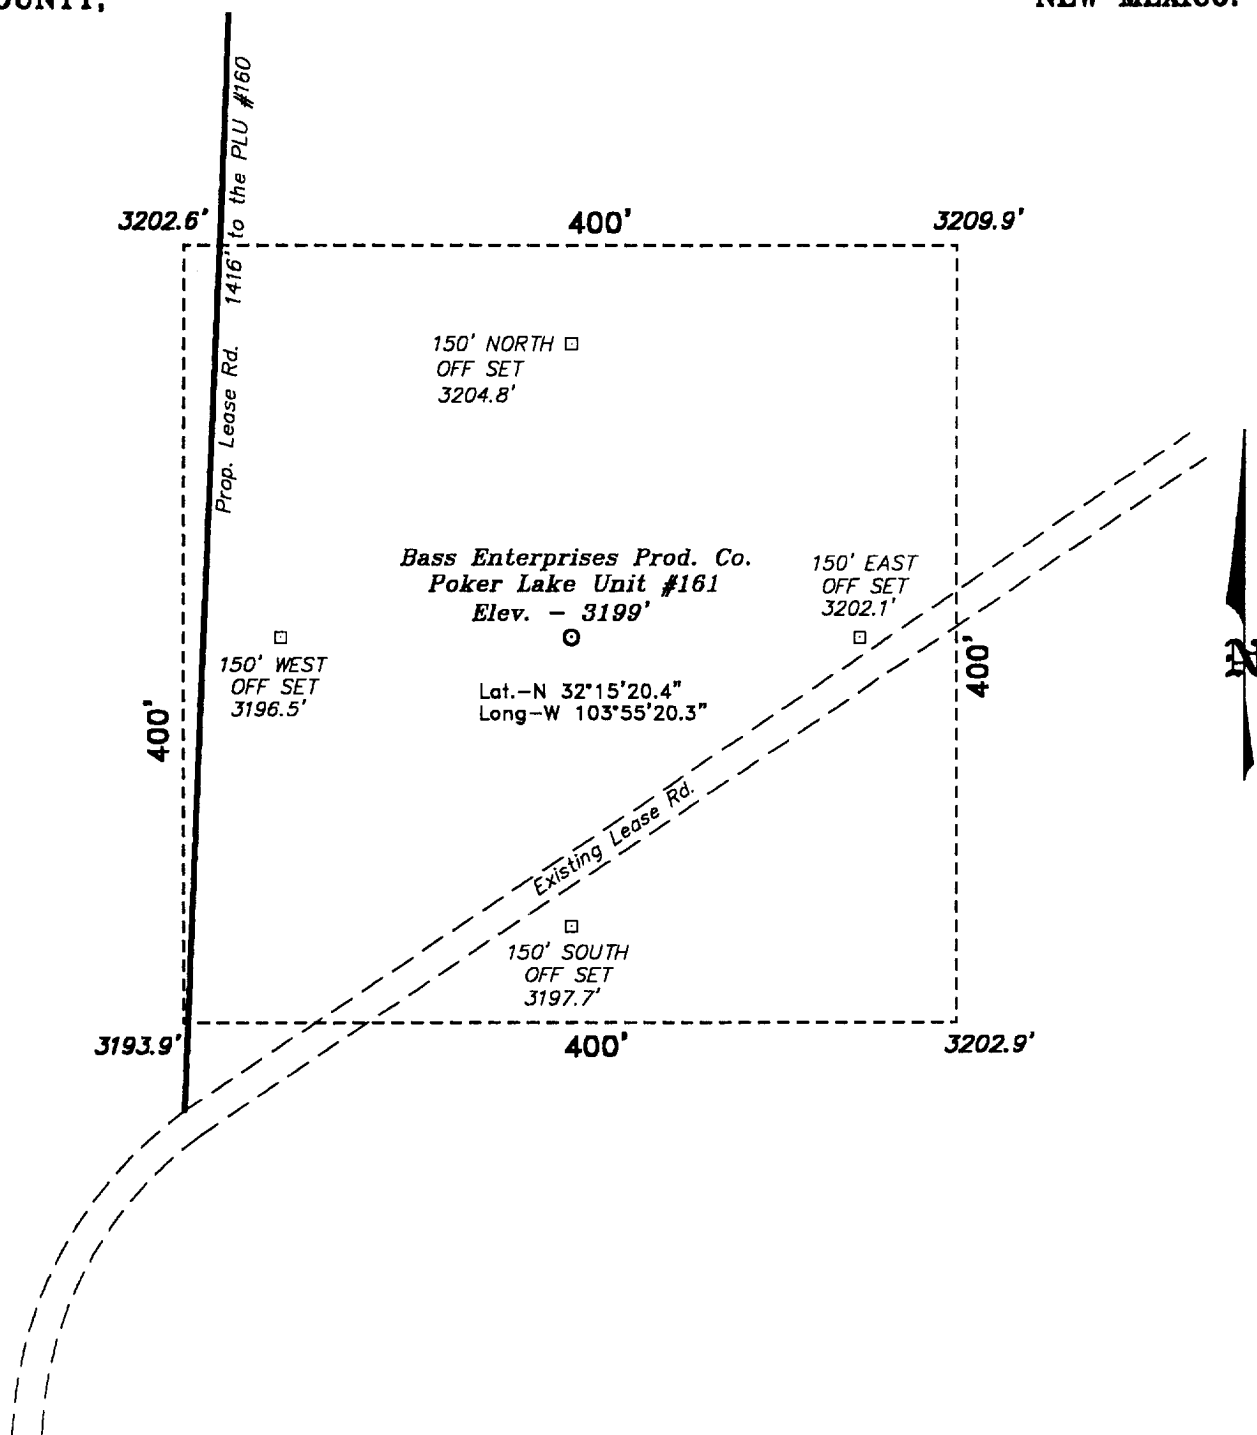 NEW MEXICO.
Prop. Lease Rd. 1416' to the PLU #160
3202.6'
400'
3209.9'
150' NORTH
OFF SET
3204.8'
Bass Enterprises Prod. Co.
Poker Lake Unit #161
Elev. - 3199'
150' EAST
OFF SET
3202.1'
150' WEST
OFF SET
3196.5'
Lat.-N 32°15'20.4"
Long-W 103°55'20.3"
400'
400'
N
Existing Lease Rd.
150' SOUTH
OFF SET
3197.7'
3193.9'
400'
3202.9'